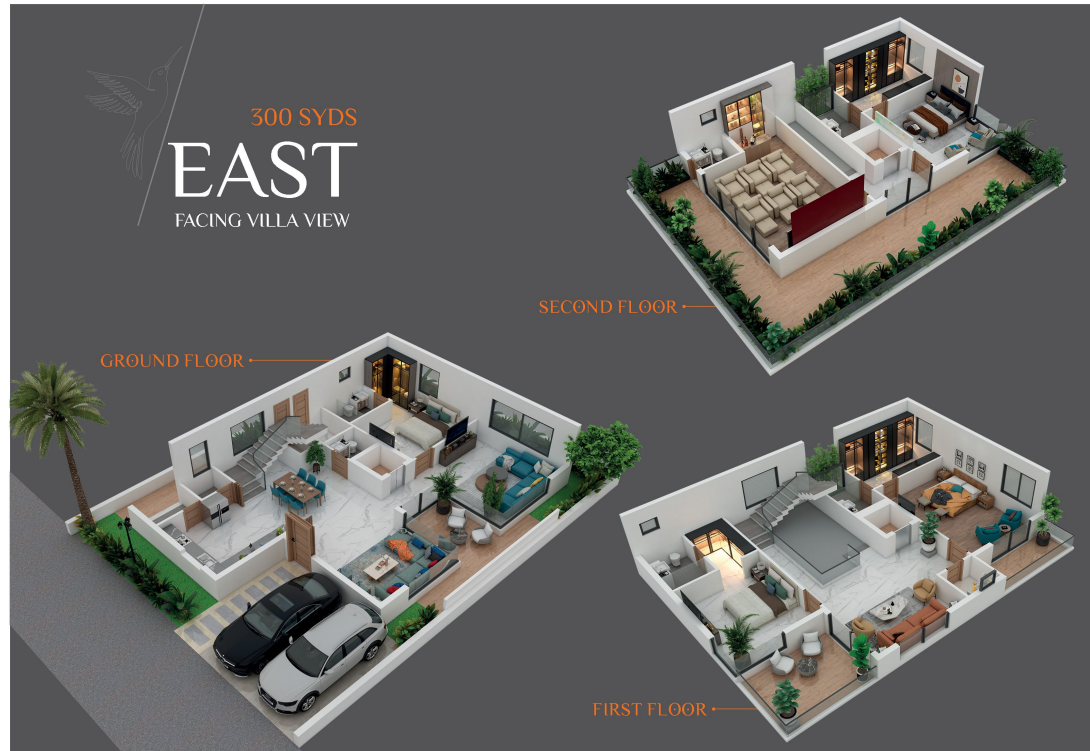 300 SYDS
EAST
FACING VILLA VIEW
SECOND FLOOR
GROUND FLOOR
FIRST FLOOR